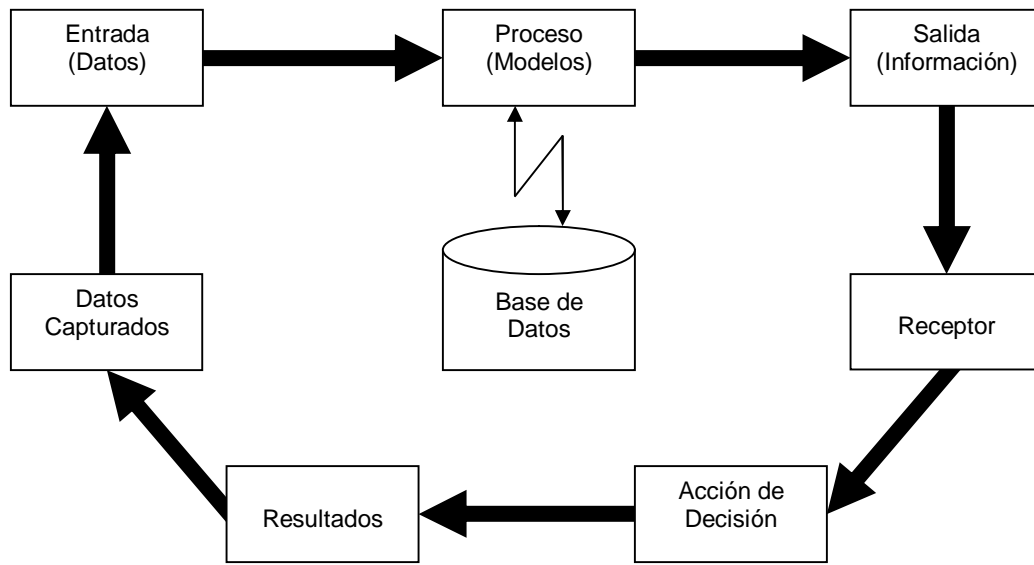 Entrada
(Datos)
Proceso
(Modelos)
Salida
(Información)
Datos
Capturados
Base de
Datos
Receptor
Resultados
Acción de
Decisión